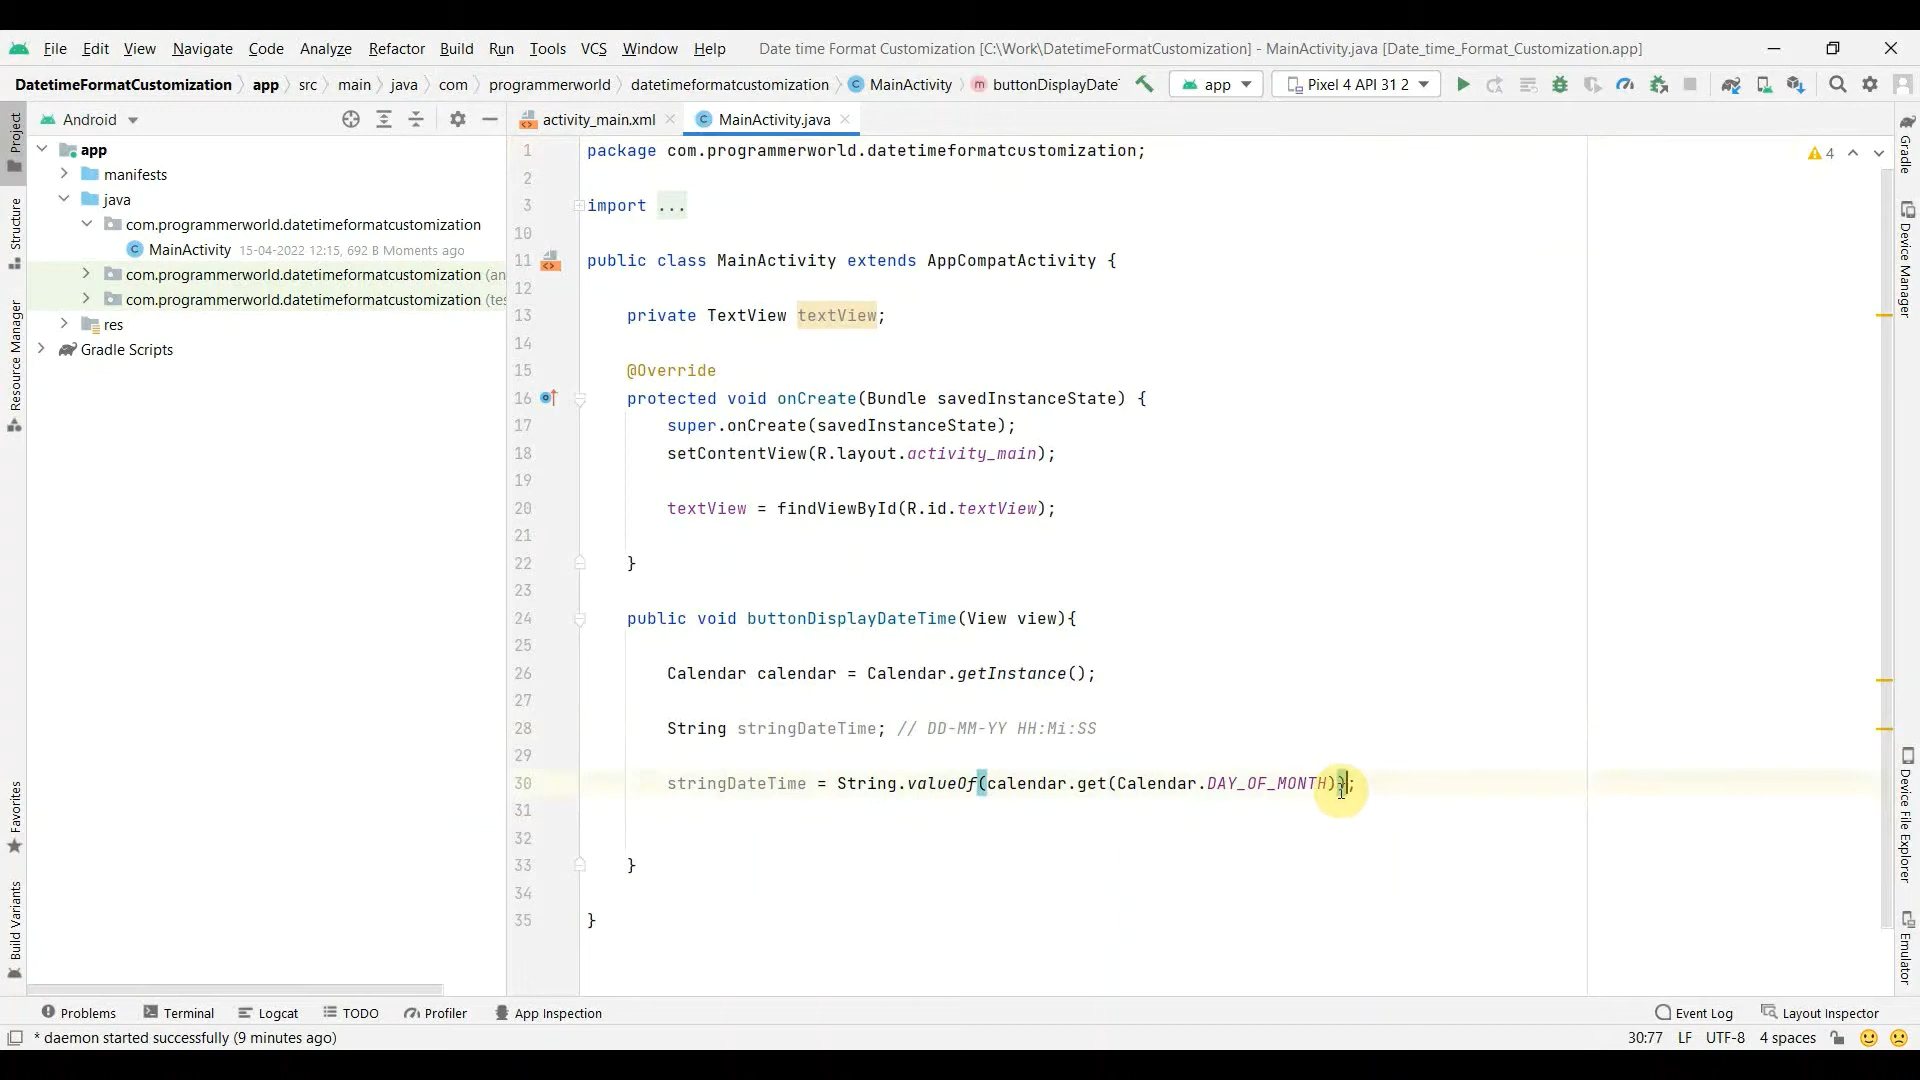 File Edit View Navigate Code Analyze Refactor Build Run Tools VCS Window Help Date time Format Customization [C:\Work\DatetimeFormatCustomization] - MainActivity.java [Date_time_Format_Customization.app]
DatetimeFormatCustomization app src main java com programmerworld datetimeformatcustomization MainActivity buttonDisplayDateT app Pixel 4 API 31 2
Android activity_main.xml MainActivity.java
Project
Structure
Resource Manager
Favorites
Build Variants
app
manifests
java
com.programmerworld.datetimeformatcustomization
MainActivity 15-04-2022 12:15, 692 B Moments ago
com.programmerworld.datetimeformatcustomization (an
com.programmerworld.datetimeformatcustomization (tes
res
Gradle Scripts
1 package com.programmerworld.datetimeformatcustomization;
4
2
3 import ...
10
11 public class MainActivity extends AppCompatActivity {
12
13 private TextView textView;
14
15 @Override
16 protected void onCreate(Bundle savedInstanceState) {
17 super.onCreate(savedInstanceState);
18 setContentView(R.layout.activity_main);
19
20 textView = findViewById(R.id.textView);
21
22 }
23
24 public void buttonDisplayDateTime(View view){
25
26 Calendar calendar = Calendar.getInstance();
27
28 String stringDateTime; // DD-MM-YY HH:Mi:SS
29
30 stringDateTime = String.valueOf(calendar.get(Calendar.DAY_OF_MONTH));
31
32
33 }
34
35 }
Gradle
Device Manager
Device File Explorer
Emulator
Problems Terminal Logcat TODO Profiler App Inspection Event Log Layout Inspector
* daemon started successfully (9 minutes ago) 30:77 LF UTF-8 4 spaces